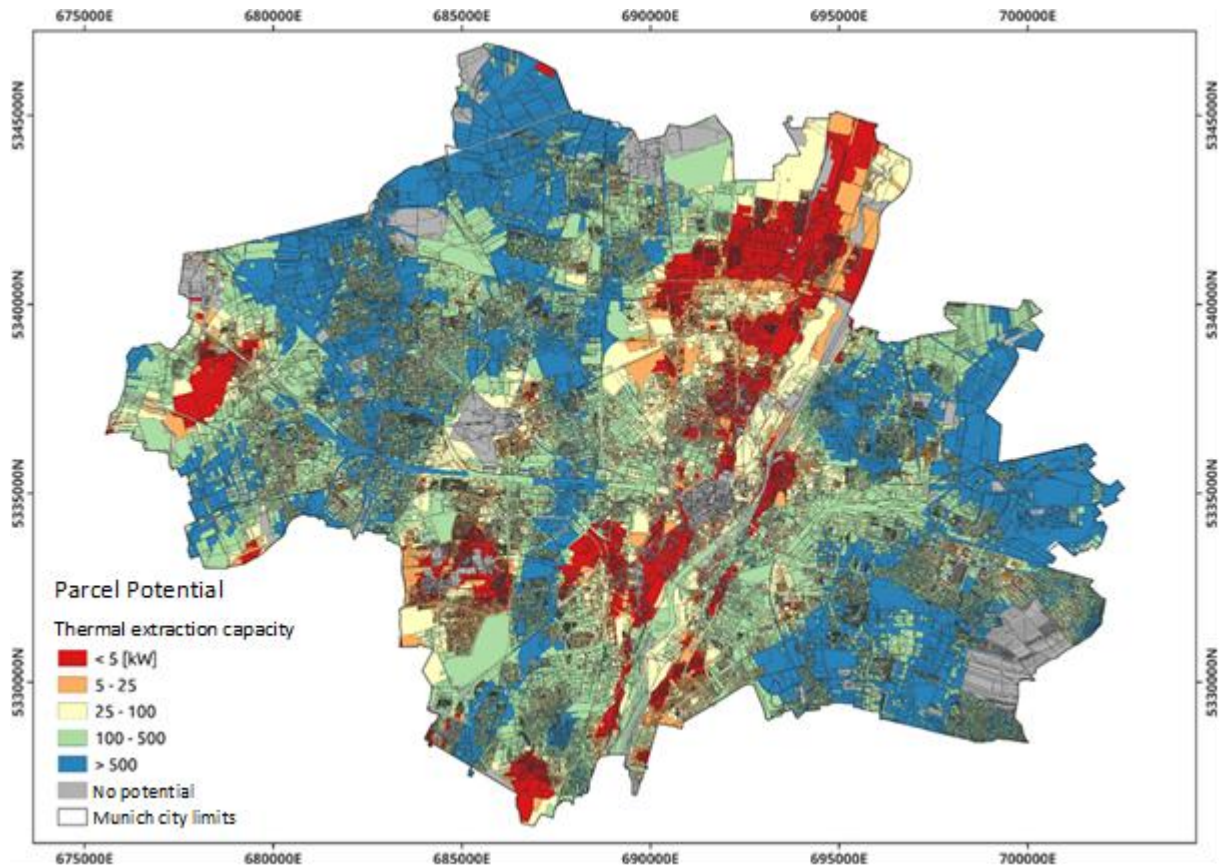 675000E 680000E 685000E 690000E 695000E 700000E
5345000N 5345000N
5340000N 5340000N
5335000N 5335000N
Parcel Potential
Thermal extraction capacity
< 5 [kW]
5 - 25
5330000N 5330000N
25 - 100
100 - 500
> 500
No potential
Munich city limits
675000E 680000E 685000E 690000E 695000E 700000E